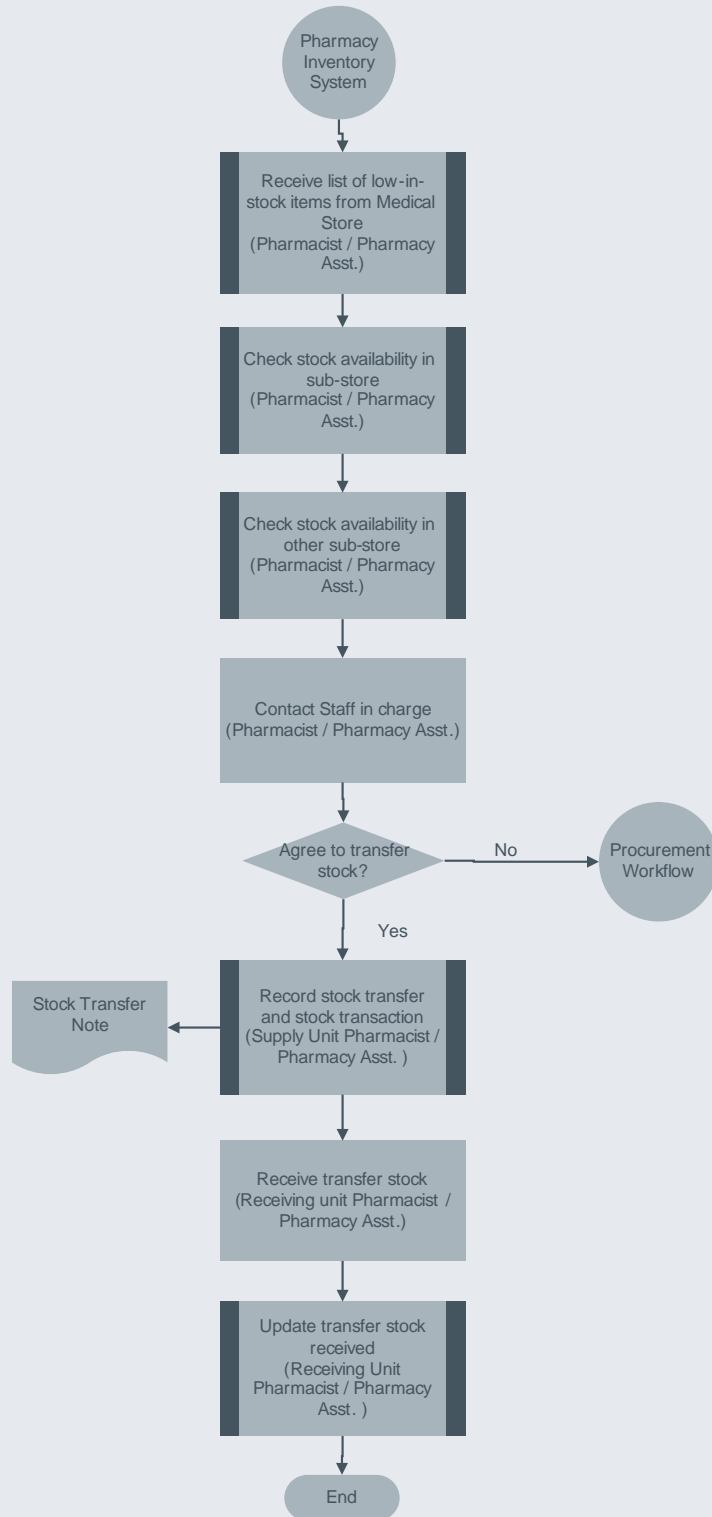 Pharmacy
Inventory
System
Receive list of low-in-
stock items from Medical
Store
(Pharmacist / Pharmacy
Asst.)
Check stock availability in
sub-store
(Pharmacist / Pharmacy
Asst.)
Check stock availability in
other sub-store
(Pharmacist / Pharmacy
Asst.)
Contact Staff in charge
(Pharmacist / Pharmacy Asst.)
Agree to transfer
stock?
No
Procurement
Workflow
Yes
Record stock transfer
and stock transaction
(Supply Unit Pharmacist /
Pharmacy Asst. )
Stock Transfer
Note
Receive transfer stock
(Receiving unit Pharmacist /
Pharmacy Asst.)
Update transfer stock
received
(Receiving Unit
Pharmacist / Pharmacy
Asst. )
End